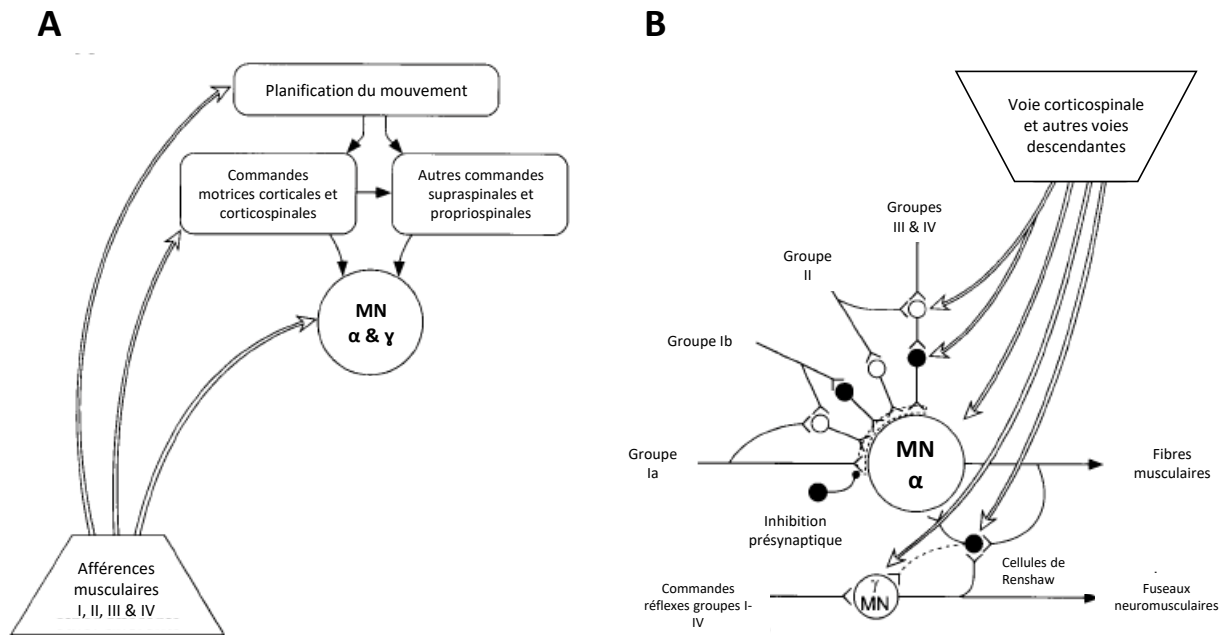 A
Planification du mouvement
Commandes
motrices corticales et
corticospinales
Autres commandes
supraspinales et
propriospinales
MN
α & ɣ
Afférences
musculaires
I, II, III & IV
B
Voie corticospinale
et autres voies
descendantes
Groupes
III & IV
Groupe
II
Groupe Ib
Groupe
Ia
MN
α
Fibres
musculaires
Inhibition
présynaptique
Cellules de
Renshaw
Commandes
réflexes groupes I-
IV
γ
MN
Fuseaux
neuromusculaires